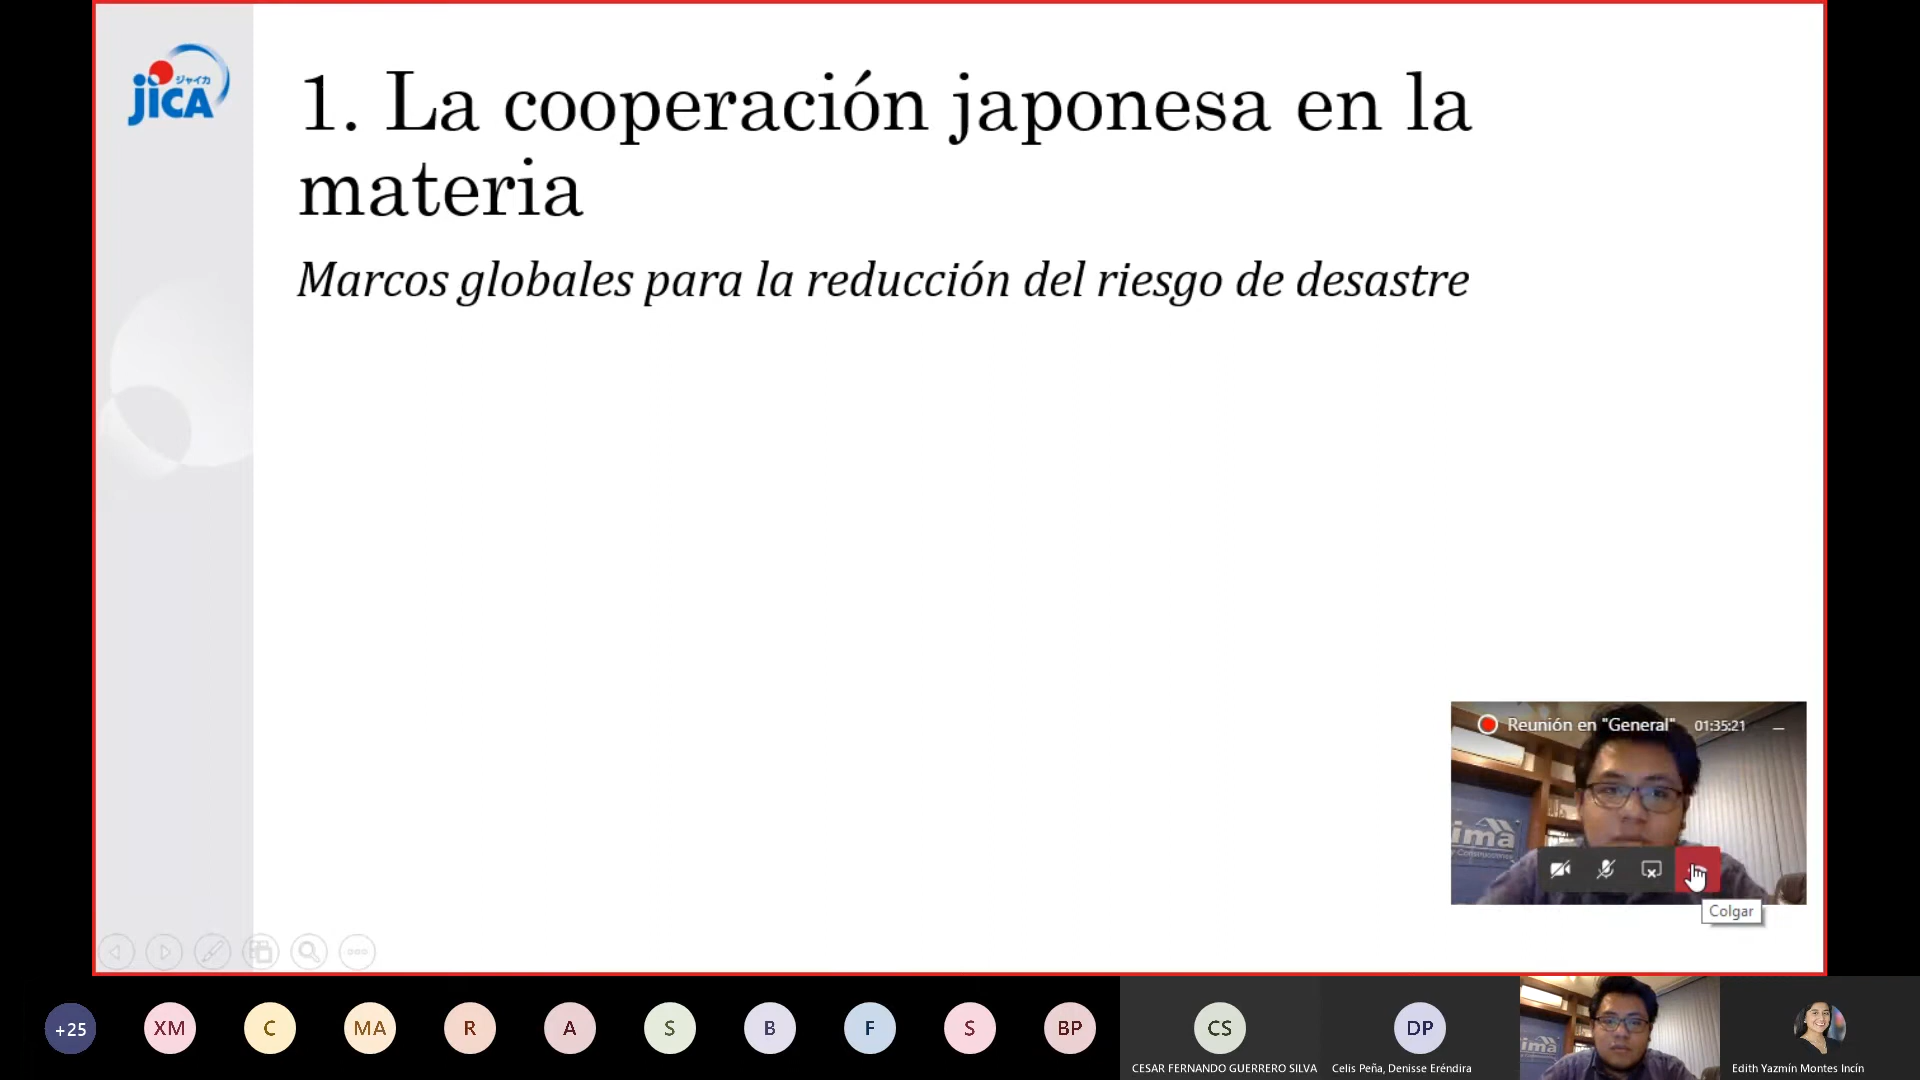 ジャイカ
JICA
1. La cooperación japonesa en la
materia
Marcos globales para la reducción del riesgo de desastre
Reunión en "General" 01:35:21
ima
y Construcciones
Colgar
+25
XM
C
MA
R
A
S
B
F
S
BP
CS
DP
ima
CESAR FERNANDO GUERRERO SILVA
Celis Peña, Denisse Eréndira
Edith Yazmín Montes Incín